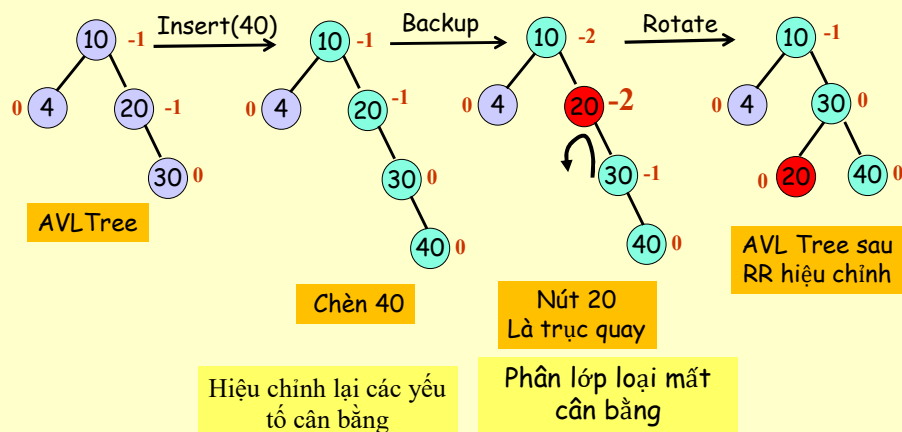 Insert(40)
Backup
Rotate
10 -1
0 4
20 -1
30 0
AVLTree
10 -1
4
20 -1
30 0
40 0
Chèn 40
Hiệu chỉnh lại các yếu
tố cân bằng
10 -2
0 4
20 -2
30 -1
40 0
Nút 20
Là trục quay
Phân lớp loại mất
cân bằng
10 -1
0 4
30 0
0 20
40 0
AVL Tree sau
RR hiệu chỉnh
0